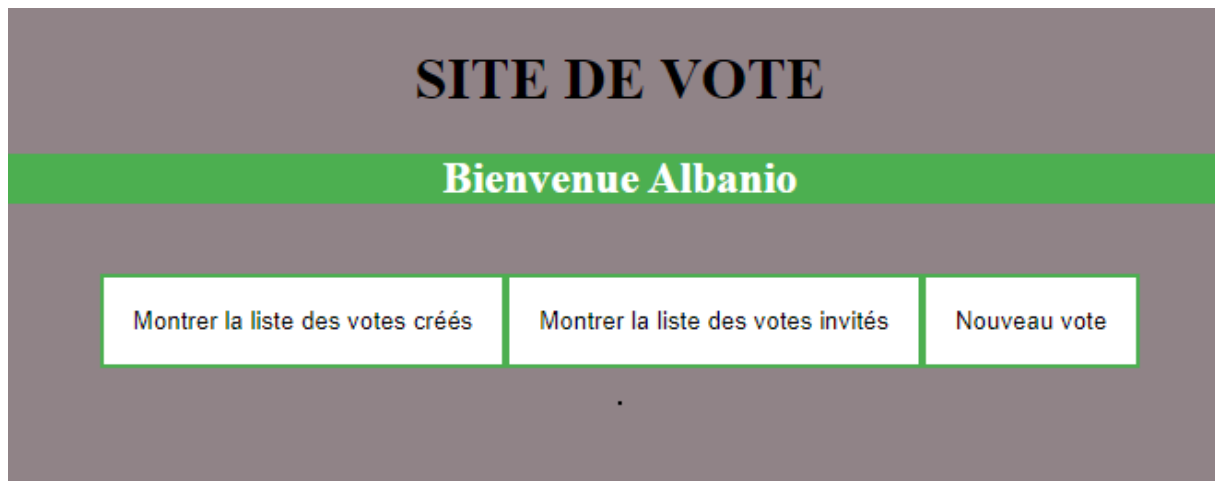 SITE DE VOTE
Bienvenue Albanio
Montrer la liste des votes créés
Montrer la liste des votes invités
Nouveau vote
.